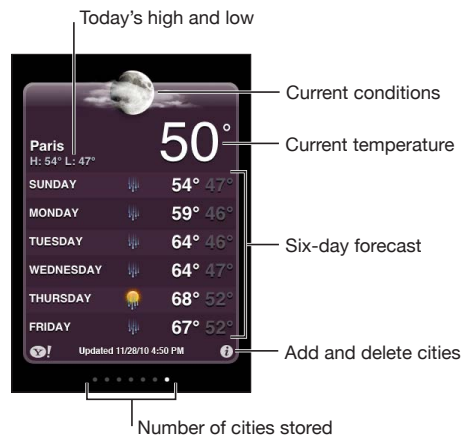 Today's high and low
Current conditions
Paris
H: 54° L: 47°
50°
Current temperature
SUNDAY 54° 47°
MONDAY 59° 46°
TUESDAY 64° 46°
Six-day forecast
WEDNESDAY 64° 47°
THURSDAY 68° 52°
FRIDAY 67° 52°
Y! Updated 11/28/10 4:50 PM i
Add and delete cities
Number of cities stored